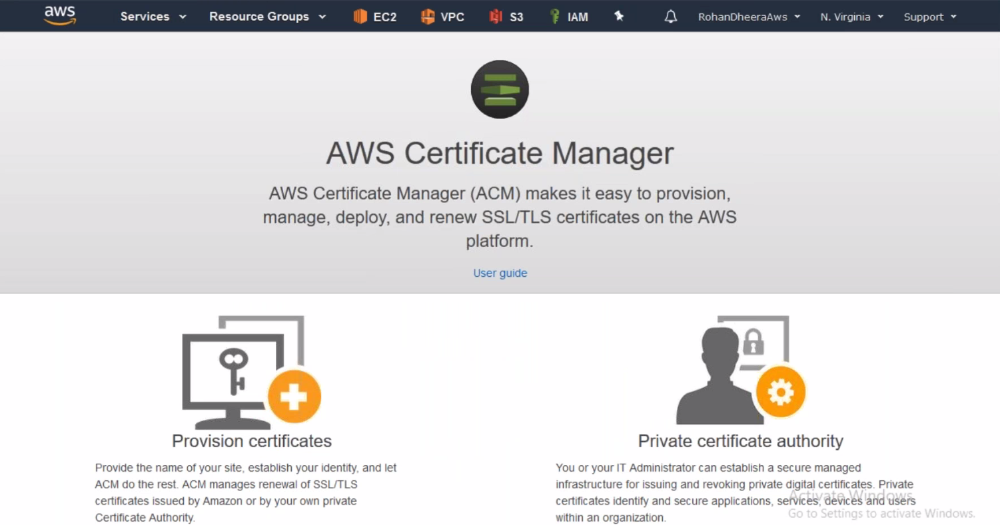 aws Services Resource Groups EC2 VPC S3 IAM RohanDheeraAws N. Virginia Support
AWS Certificate Manager
AWS Certificate Manager (ACM) makes it easy to provision,
manage, deploy, and renew SSL/TLS certificates on the AWS
platform.
User guide
Provision certificates
Provide the name of your site, establish your identity, and let
ACM do the rest. ACM manages renewal of SSL/TLS
certificates issued by Amazon or by your own private
Certificate Authority.
Private certificate authority
You or your IT Administrator can establish a secure managed
infrastructure for issuing and revoking private digital certificates. Private
certificates identify and secure applications, services, devices and users
within an organization.
Activate Windows
Go to Settings to activate Windows.